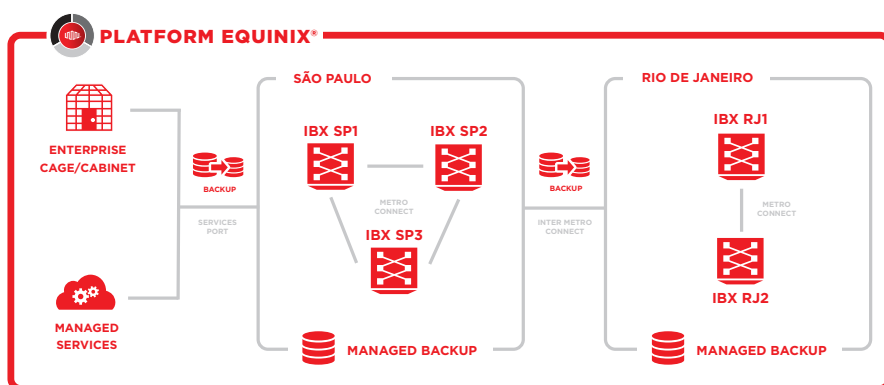 PLATFORM EQUINIX®
SÃO PAULO
RIO DE JANEIRO
IBX SP1
IBX SP2
IBX RJ1
ENTERPRISE
CAGE/CABINET
BACKUP
BACKUP
METRO
CONNECT
METRO
CONNECT
SERVICES
PORT
INTER METRO
CONNECT
IBX SP3
IBX RJ2
MANAGED
SERVICES
MANAGED BACKUP
MANAGED BACKUP